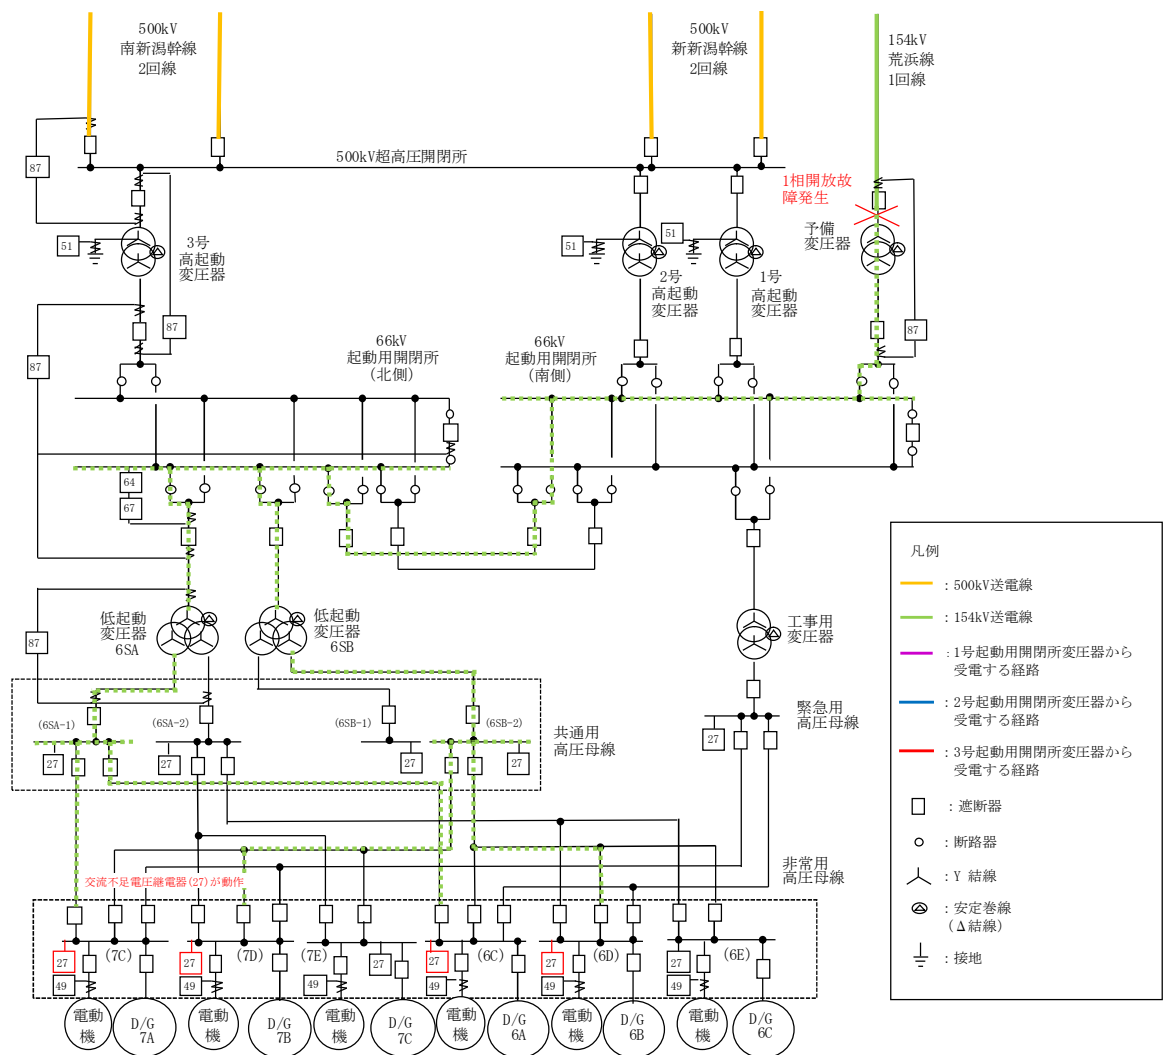 500kV
南新潟幹線
2回線
500kV
新新潟幹線
2回線
154kV
荒浜線
1回線
500kV超高圧開閉所
87
1相開放故
障発生
51
3号
高起動
変圧器
51
2号
高起動
変圧器
51
1号
高起動
変圧器
予備
変圧器
87
87
87
66kV
起動用開閉所
(北側)
66kV
起動用開閉所
(南側)
64
67
低起動
変圧器
6SA
低起動
変圧器
6SB
工事用
変圧器
87
(6SA-1)
(6SA-2)
(6SB-1)
(6SB-2)
共通用
高圧母線
緊急用
高圧母線
27
27
27
27
27
非常用
高圧母線
交流不足電圧継電器(27)が動作
(7C)
(7D)
(7E)
(6C)
(6D)
(6E)
27
27
27
27
27
27
49
49
49
49
49
49
電動
機
D/G
7A
電動
機
D/G
7B
電動
機
D/G
7C
電動
機
D/G
6A
電動
機
D/G
6B
電動
機
D/G
6C
凡例
：500kV送電線
：154kV送電線
：1号起動用開閉所変圧器から
受電する経路
：2号起動用開閉所変圧器から
受電する経路
：3号起動用開閉所変圧器から
受電する経路
：遮断器
：断路器
：Y 結線
：安定巻線
(Δ結線)
：接地